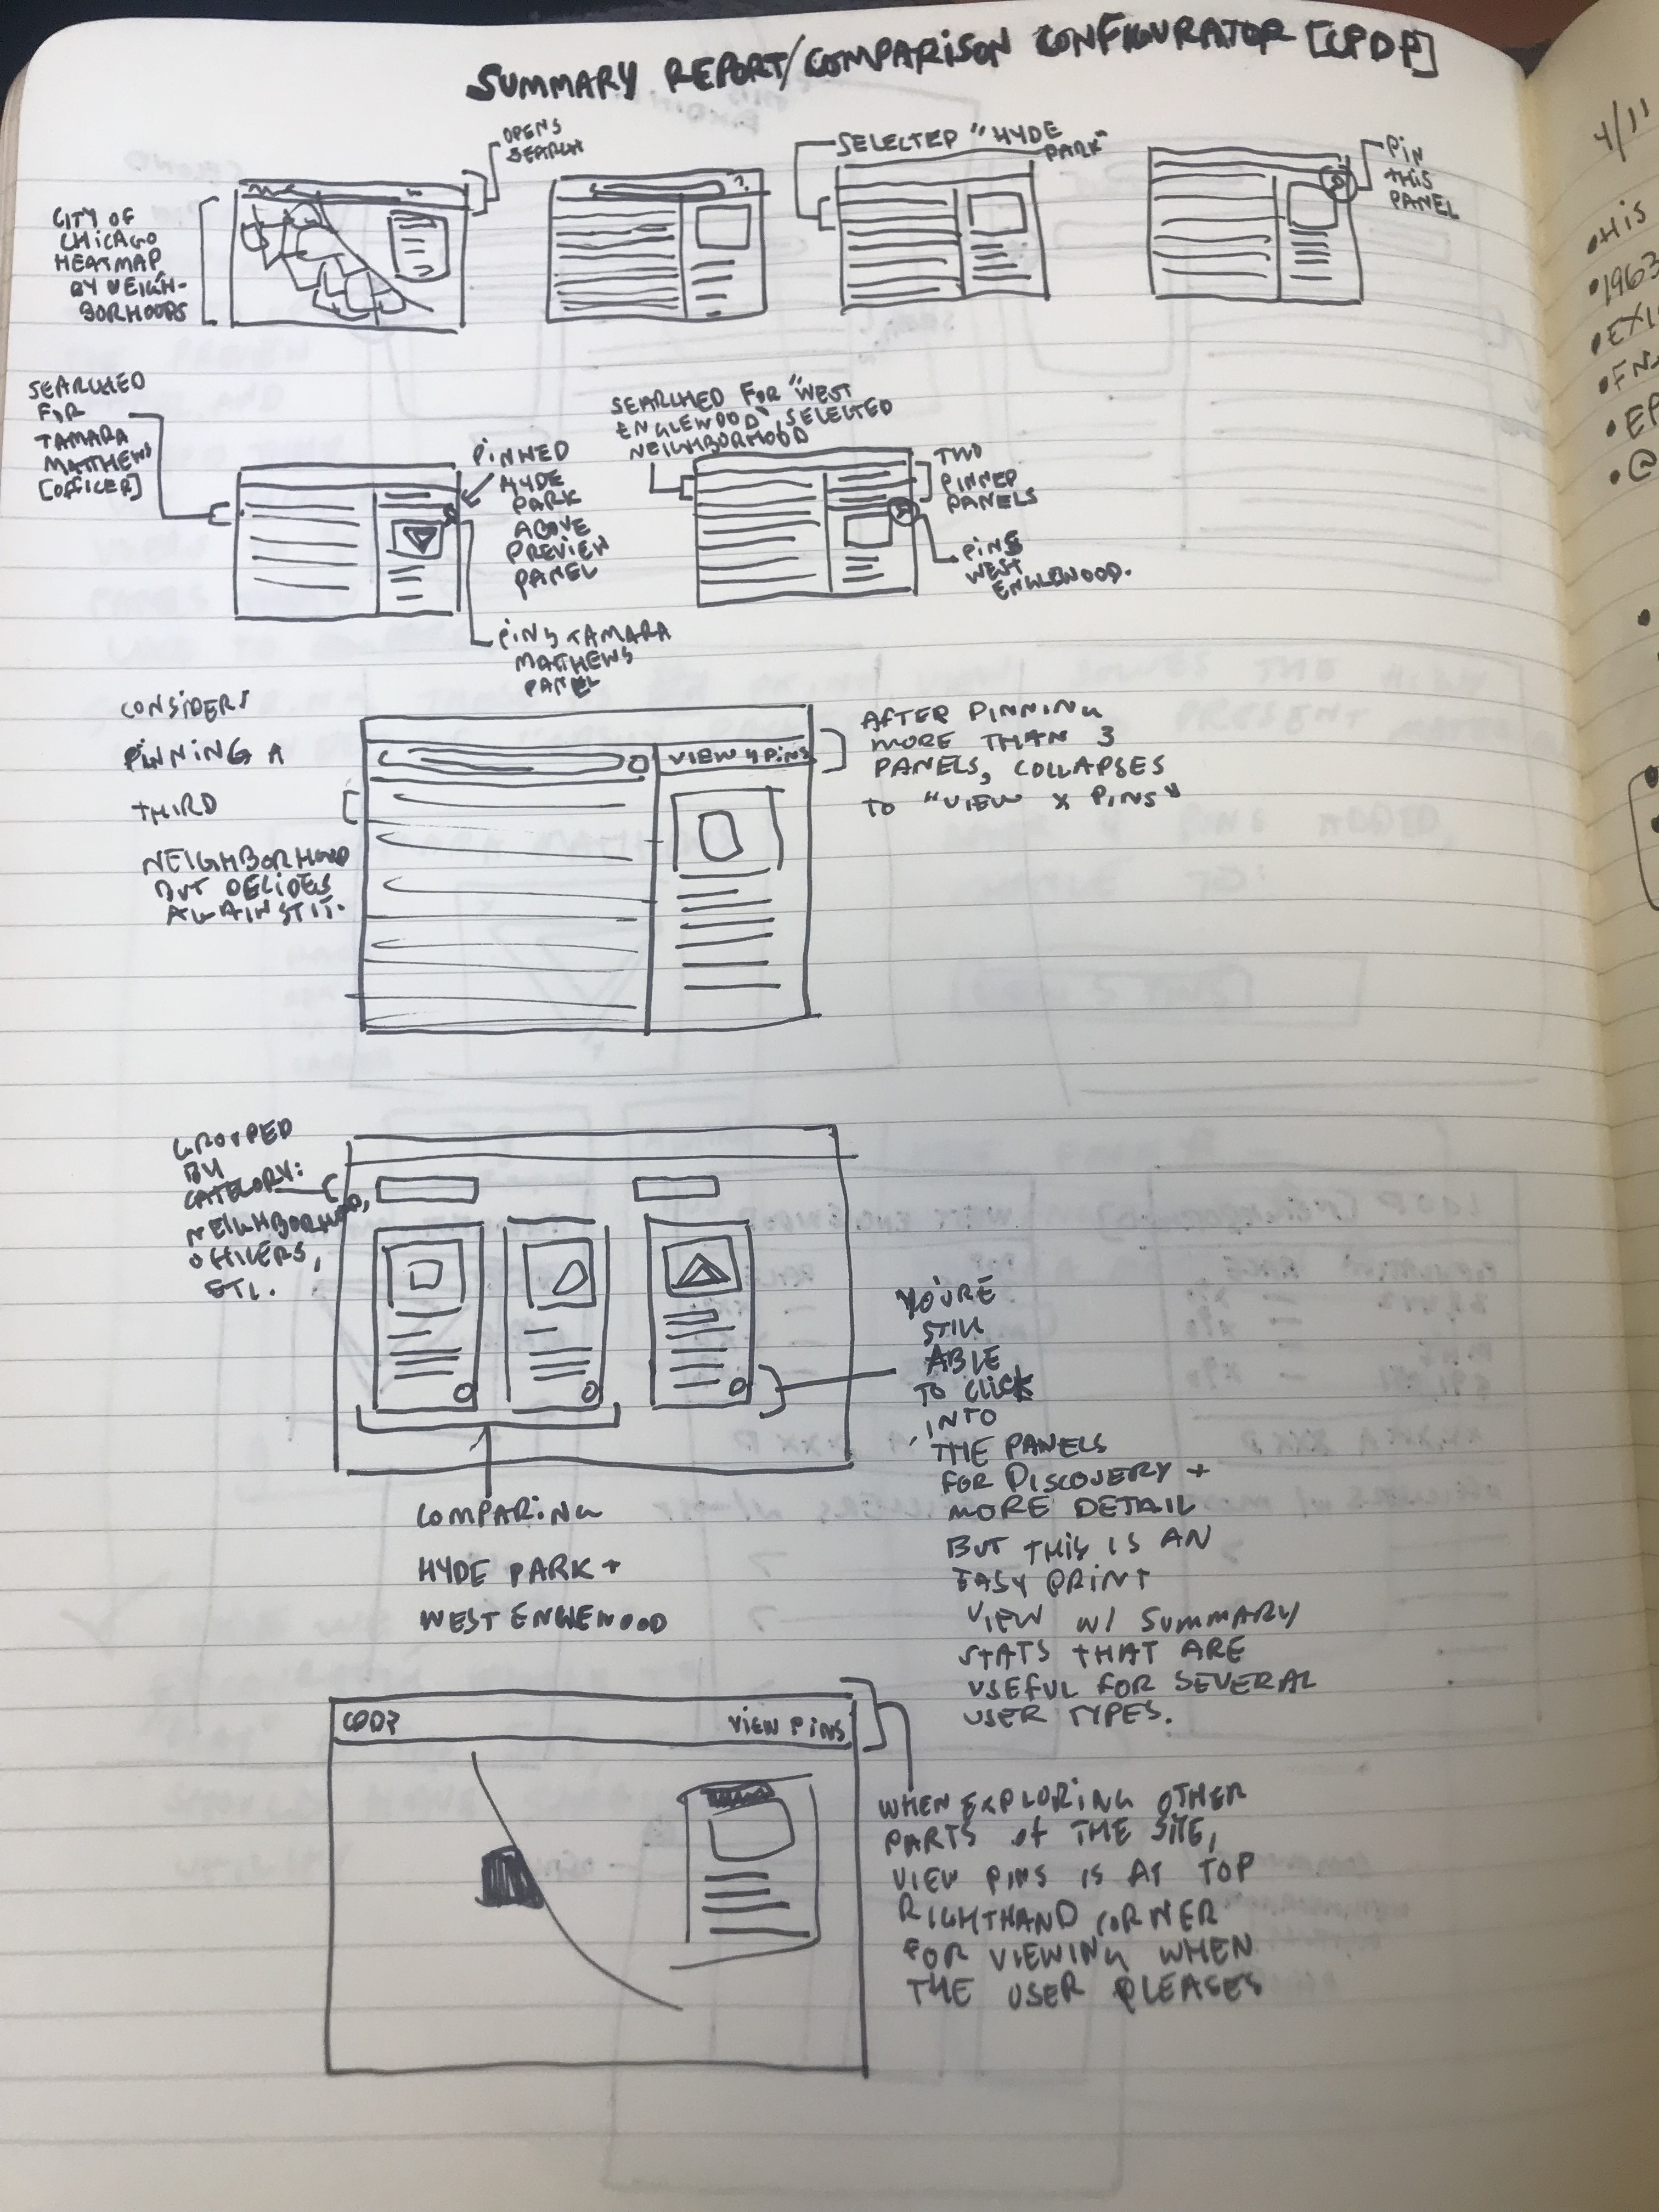 SUMMARY REPORT/COMPARISON CONFIGURATOR [CPDP]
OPENS
SEARCH
CITY OF
CHICAGO
HEATMAP
BY NEIGH-
BORHOODS
?
SELECTED "HYDE
PARK"
PIN
THIS
PANEL
SEARCHED
FOR
TAMARA
MATTHEWS
[OFFICER]
PINNED
HYDE
PARK
ABOVE
PREVIEW
PANEL
PINS TAMARA
MATHEWS
PANEL
SEARCHED FOR "WEST
ENGLEWOOD", SELECTED
NEIGHBORHOOD
TWO
PINNED
PANELS
PINS
WEST
ENGLEWOOD.
CONSIDERS
PINNING A
THIRD
NEIGHBORHOOD
BUT DECIDES
AGAINST IT.
VIEW 4 PINS
AFTER PINNING
MORE THAN 3
PANELS, COLLAPSES
TO "VIEW X PINS"
GROUPED
BY
CATEGORY:
NEIGHBORHOOD,
OFFICERS,
ETC.
COMPARING
HYDE PARK +
WEST ENGLEWOOD
YOU'RE
STILL
ABLE
TO CLICK
INTO
THE PANELS
FOR DISCOVERY +
MORE DETAIL
BUT THIS IS AN
EASY PRINT
VIEW W/ SUMMARY
STATS THAT ARE
USEFUL FOR SEVERAL
USER TYPES.
VIEW PINS
WHEN EXPLORING OTHER
PARTS of THE SITE,
VIEW PINS IS AT TOP
RIGHTHAND CORNER
FOR VIEWING WHEN
THE USER PLEASES
4/11
•HIS
•1963
•EXI
•FN
•EP
•@